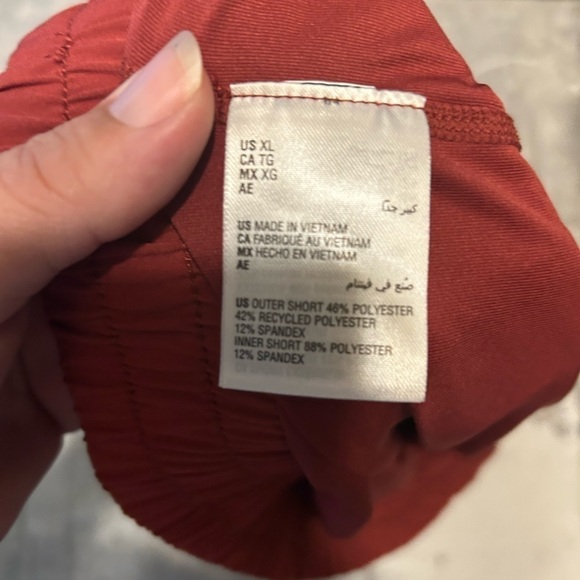 US XL
CA TG
MX XG
AE
كبير جدًا
US MADE IN VIETNAM
CA FABRIQUÉ AU VIETNAM
MX HECHO EN VIETNAM
AE
صُنع في فيتنام
US OUTER SHORT 46% POLYESTER
42% RECYCLED POLYESTER
12% SPANDEX
INNER SHORT 88% POLYESTER
12% SPANDEX